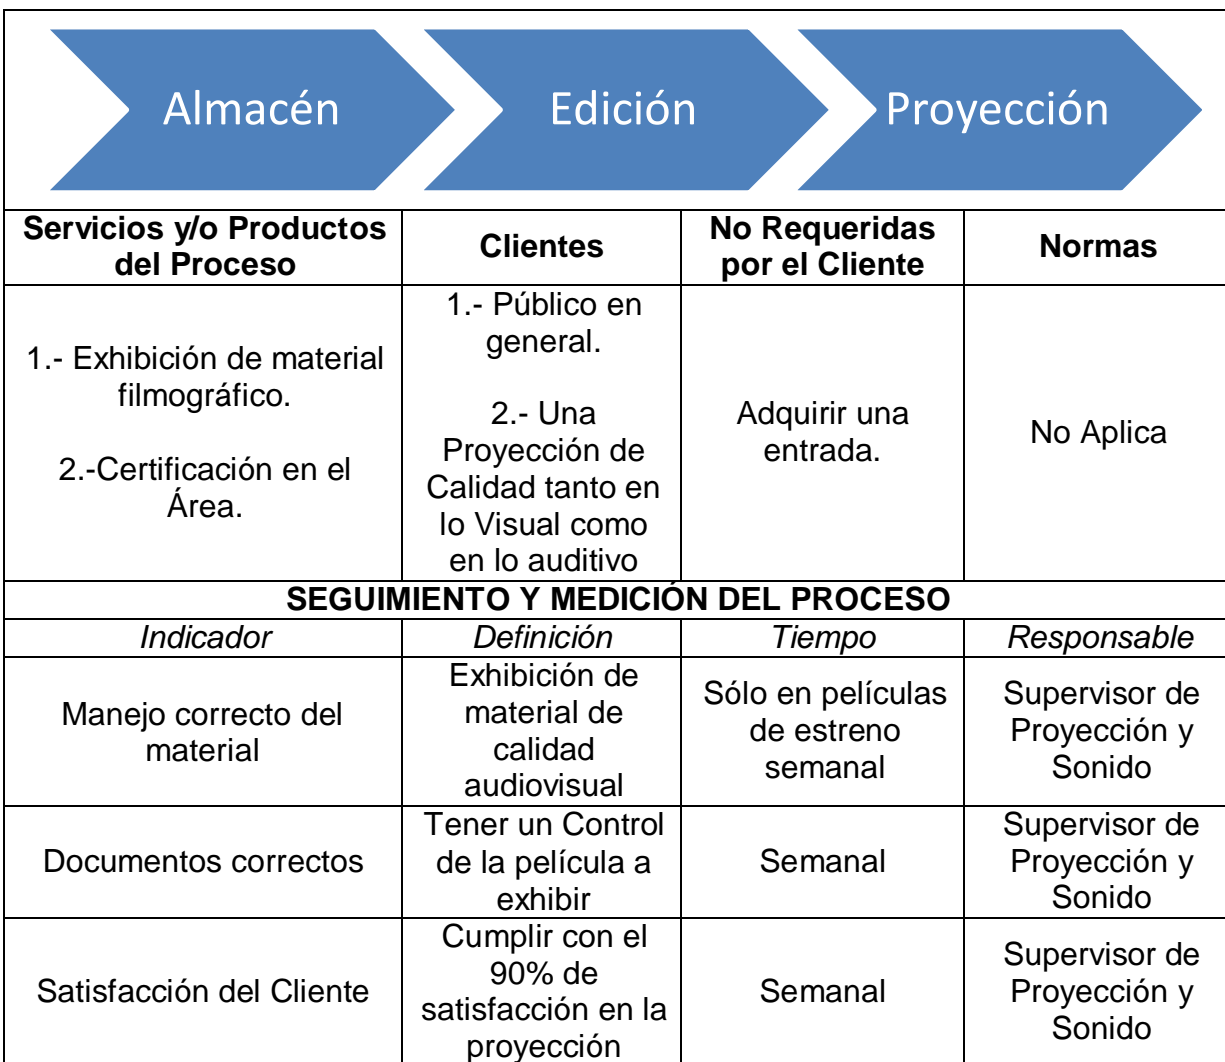 Almacén
Edición
Proyección
Servicios y/o Productos
del Proceso
Clientes
No Requeridas
por el Cliente
Normas
1.- Exhibición de material
filmográfico.
2.-Certificación en el
Área.
1.- Público en
general.
2.- Una
Proyección de
Calidad tanto en
lo Visual como
en lo auditivo
Adquirir una
entrada.
No Aplica
SEGUIMIENTO Y MEDICIÓN DEL PROCESO
Indicador
Definición
Tiempo
Responsable
Manejo correcto del
material
Exhibición de
material de
calidad
audiovisual
Sólo en películas
de estreno
semanal
Supervisor de
Proyección y
Sonido
Documentos correctos
Tener un Control
de la película a
exhibir
Semanal
Supervisor de
Proyección y
Sonido
Satisfacción del Cliente
Cumplir con el
90% de
satisfacción en la
proyección
Semanal
Supervisor de
Proyección y
Sonido